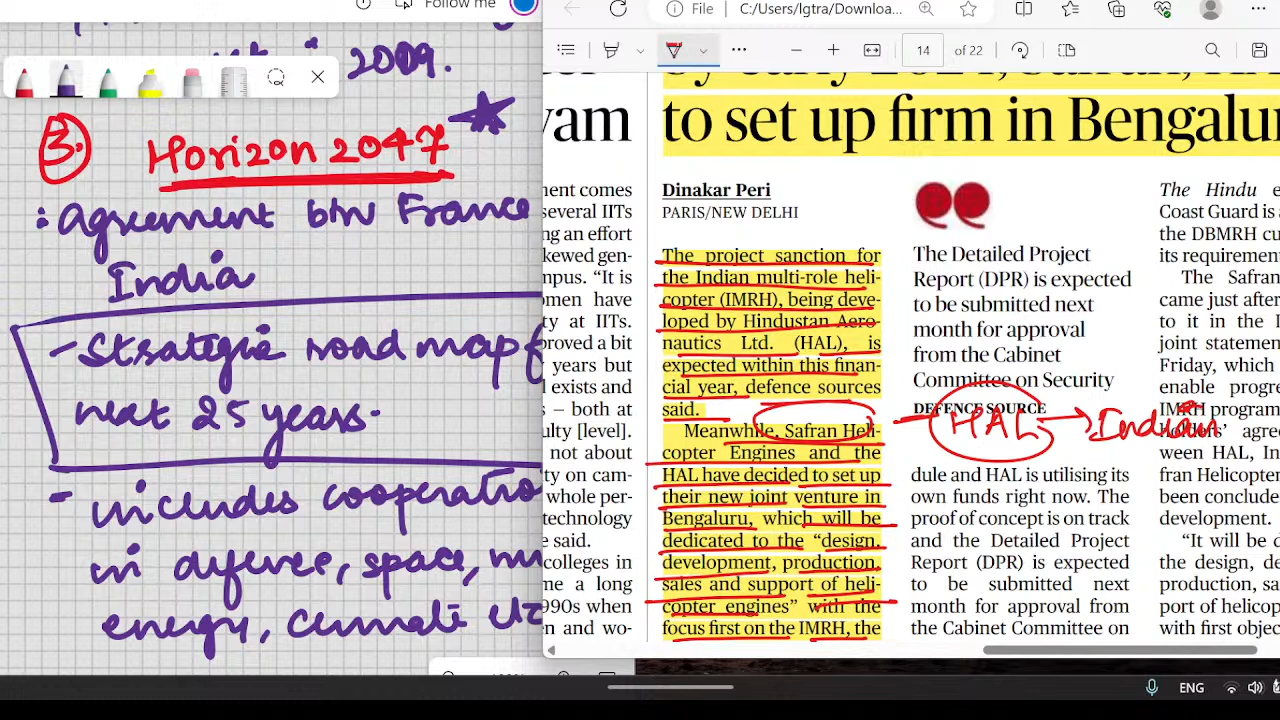 Follow me
2009.
3. Horizon 2047
: agreement btw France
India
- Strategic road map
next 25 years.
- includes cooperation
in defence, space,
energy, climate etc
File
C:/Users/lgtra/Downloa...
14 of 22
to set up firm in Bengalu
vam
nent comes
several IITs
ng an effort
kewed gen-
npus. “It is
omen have
ty at IITs.
proved a bit
years but
l exists and
s – both at
ulty [level].
not about
ty on cam-
whole per-
technology
e said.
colleges in
me a long
990s when
en and wo-
Dinakar Peri
PARIS/NEW DELHI
The project sanction for
the Indian multi-role heli-
copter (IMRH), being deve-
loped by Hindustan Aero-
nautics Ltd. (HAL), is
expected within this finan-
cial year, defence sources
said.
Meanwhile, Safran Heli-
copter Engines and the
HAL have decided to set up
their new joint venture in
Bengaluru, which will be
dedicated to the “design,
development, production,
sales and support of heli-
copter engines” with the
focus first on the IMRH, the
The Detailed Project
Report (DPR) is expected
to be submitted next
month for approval
from the Cabinet
Committee on Security
DEFENCE SOURCE
HAL → Indian
dule and HAL is utilising its
own funds right now. The
proof of concept is on track
and the Detailed Project
Report (DPR) is expected
to be submitted next
month for approval from
the Cabinet Committee on
The Hindu e
Coast Guard is
the DBMRH cu
its requiremen
The Safran
came just after
to it in the I
joint statemen
Friday, which
enable progre
IMRH program
holders’ agre
ween HAL, In
fran Helicopter
been conclude
development.
“It will be d
the design, de
production, sa
port of helicop
with first objec
ENG